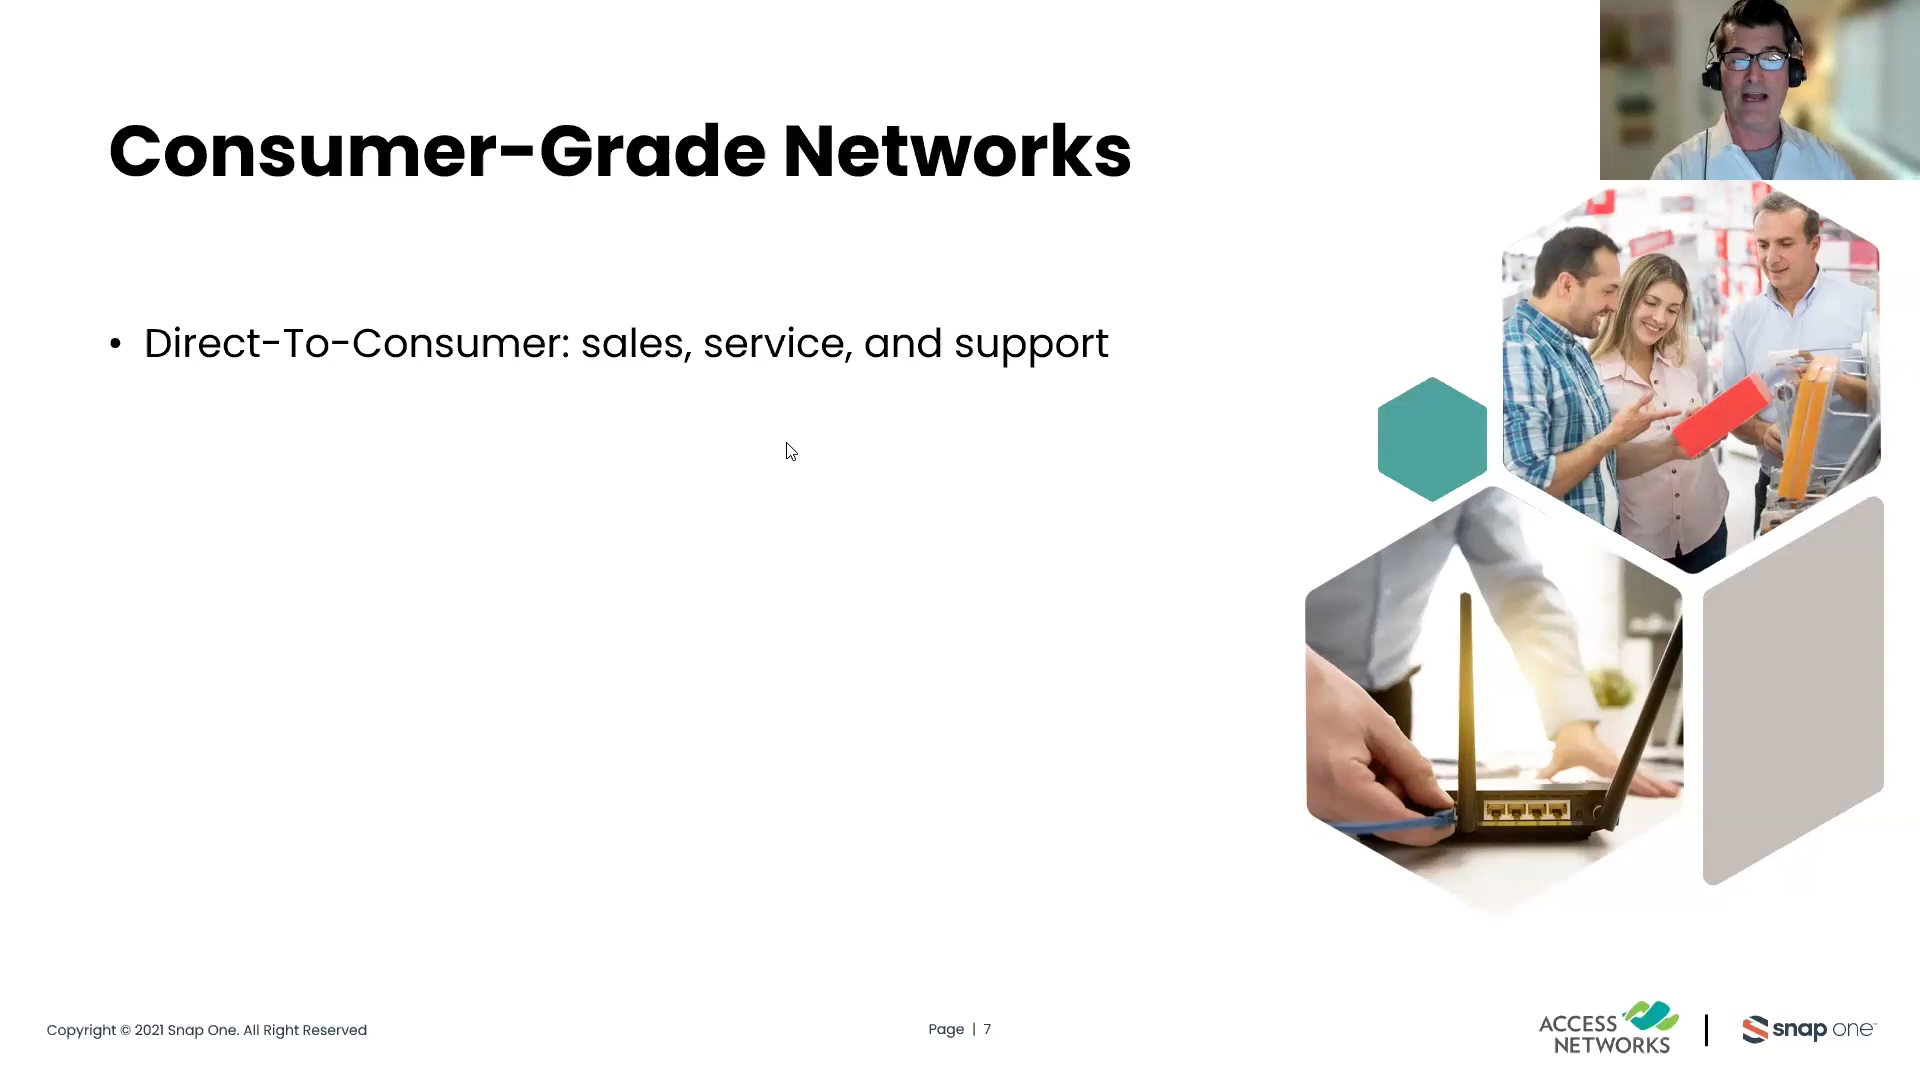 Consumer-Grade Networks
• Direct-To-Consumer: sales, service, and support
Copyright © 2021 Snap One. All Right Reserved
Page | 7
ACCESS
NETWORKS
snap one™